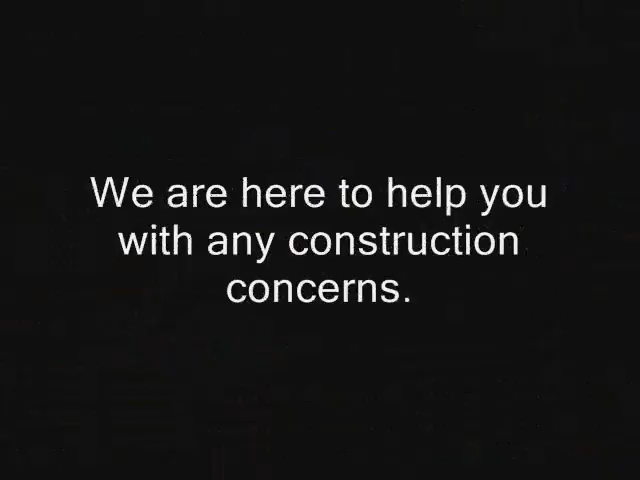 We are here to help you
with any construction
concerns.